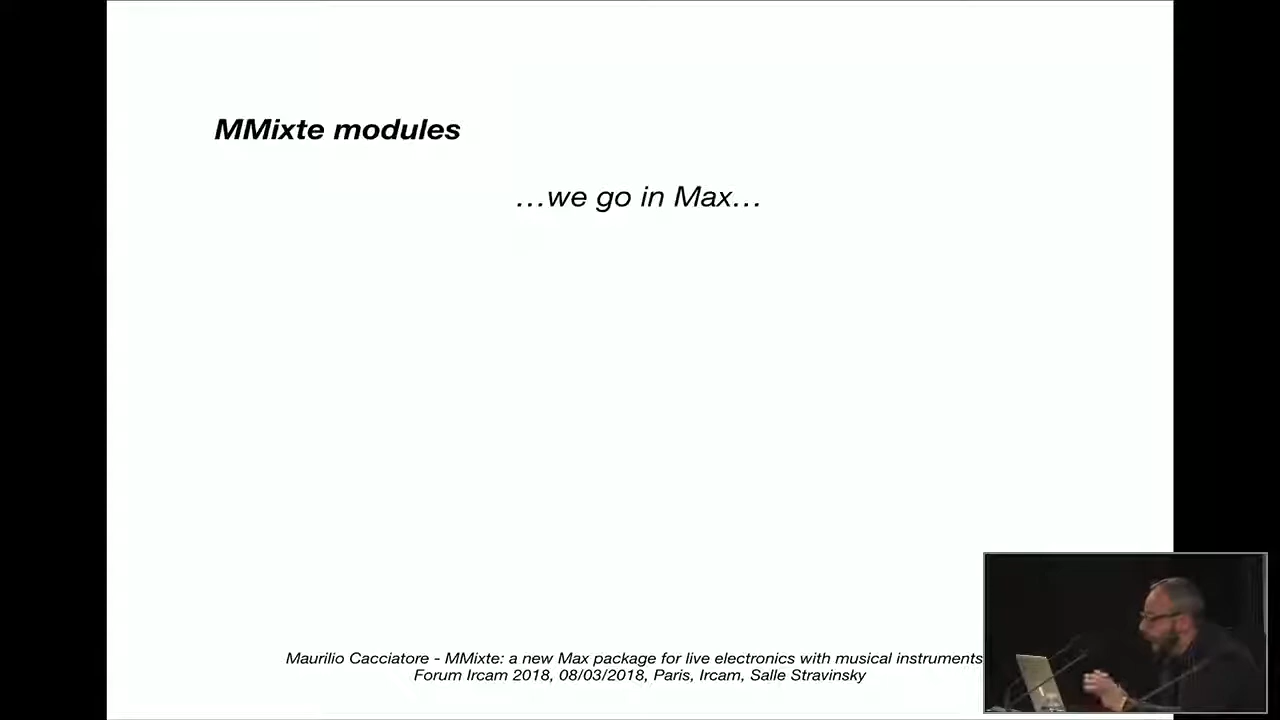 MMixte modules
…we go in Max…
Maurilio Cacciatore - MMixte: a new Max package for live electronics with musical instruments
Forum Ircam 2018, 08/03/2018, Paris, Ircam, Salle Stravinsky